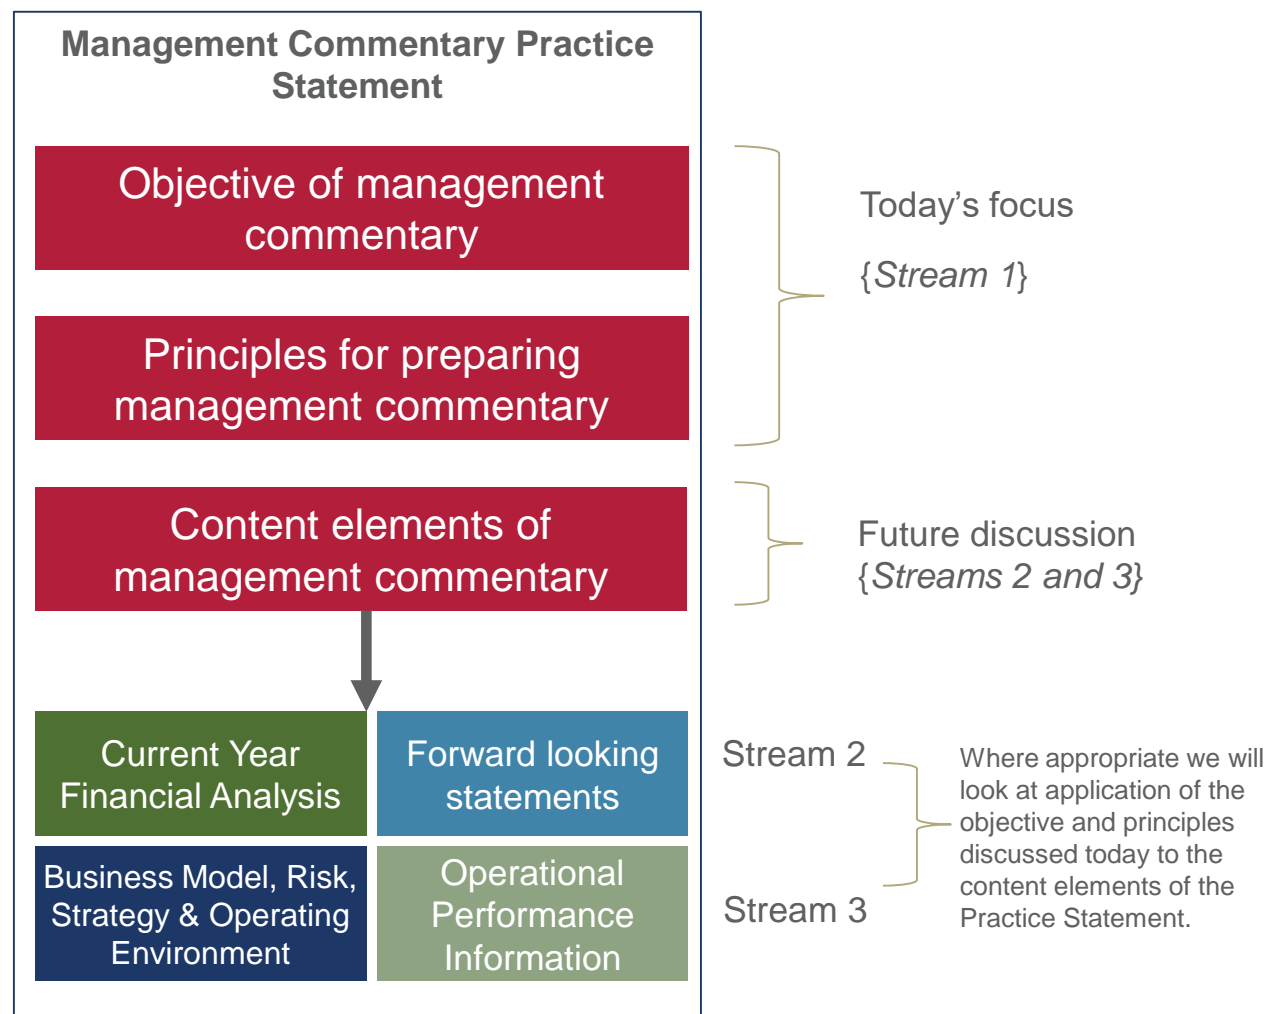 Management Commentary Practice
Statement
Objective of management
commentary
Principles for preparing
management commentary
Content elements of
management commentary
Today’s focus
{Stream 1}
Future discussion
{Streams 2 and 3}
Current Year
Financial Analysis
Forward looking
statements
Business Model, Risk,
Strategy & Operating
Environment
Operational
Performance
Information
Stream 2
Stream 3
Where appropriate we will
look at application of the
objective and principles
discussed today to the
content elements of the
Practice Statement.